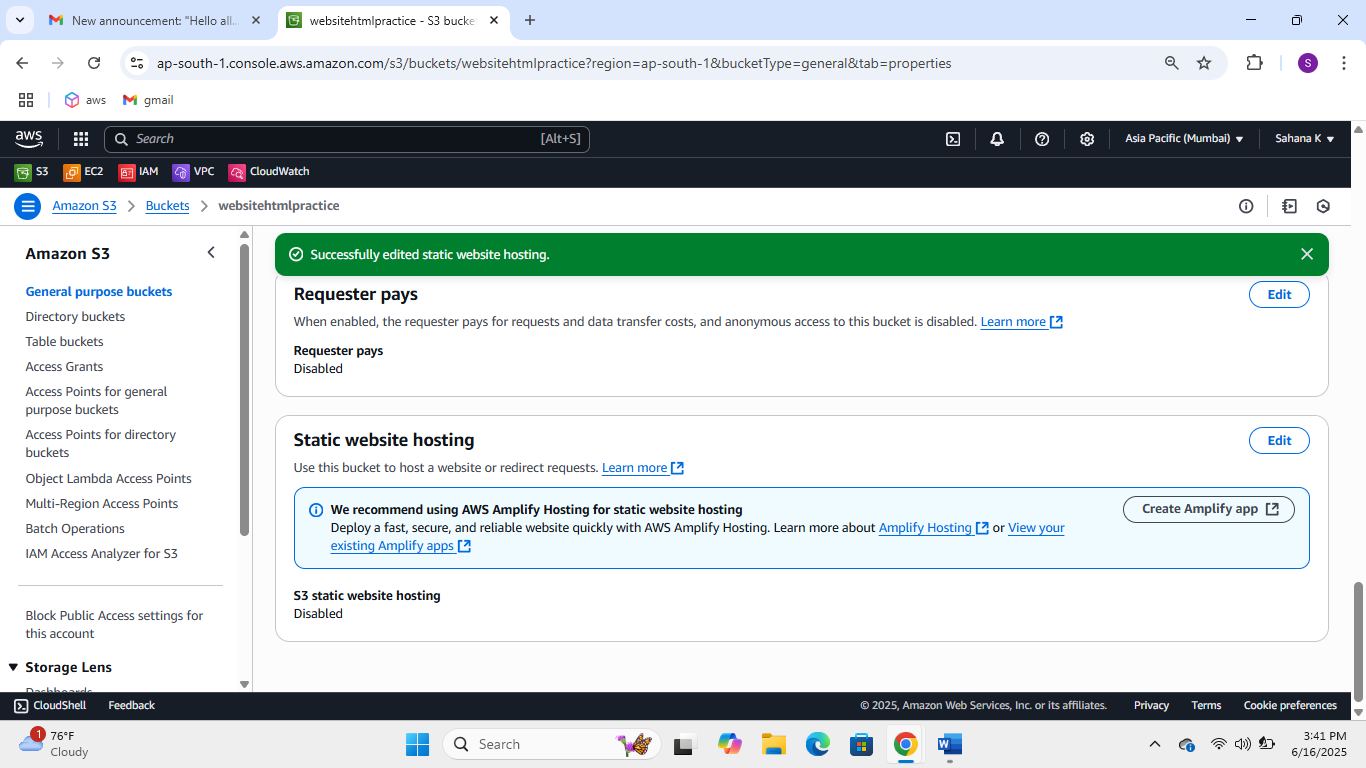 New announcement: "Hello all...
websitehtmlpractice - S3 bucke
ap-south-1.console.aws.amazon.com/s3/buckets/websitehtmlpractice?region=ap-south-1&bucketType=general&tab=properties
S
aws
gmail
aws
Search
[Alt+S]
Asia Pacific (Mumbai)
Sahana K
S3
EC2
IAM
VPC
CloudWatch
Amazon S3
Buckets
websitehtmlpractice
Amazon S3
General purpose buckets
Directory buckets
Table buckets
Access Grants
Access Points for general
purpose buckets
Access Points for directory
buckets
Object Lambda Access Points
Multi-Region Access Points
Batch Operations
IAM Access Analyzer for S3
Block Public Access settings for
this account
Storage Lens
Dashboards
Successfully edited static website hosting.
Requester pays
Edit
When enabled, the requester pays for requests and data transfer costs, and anonymous access to this bucket is disabled. Learn more
Requester pays
Disabled
Static website hosting
Edit
Use this bucket to host a website or redirect requests. Learn more
We recommend using AWS Amplify Hosting for static website hosting
Deploy a fast, secure, and reliable website quickly with AWS Amplify Hosting. Learn more about Amplify Hosting or View your
existing Amplify apps
Create Amplify app
S3 static website hosting
Disabled
CloudShell
Feedback
© 2025, Amazon Web Services, Inc. or its affiliates.
Privacy
Terms
Cookie preferences
1
76°F
Cloudy
Search
3:41 PM
6/16/2025